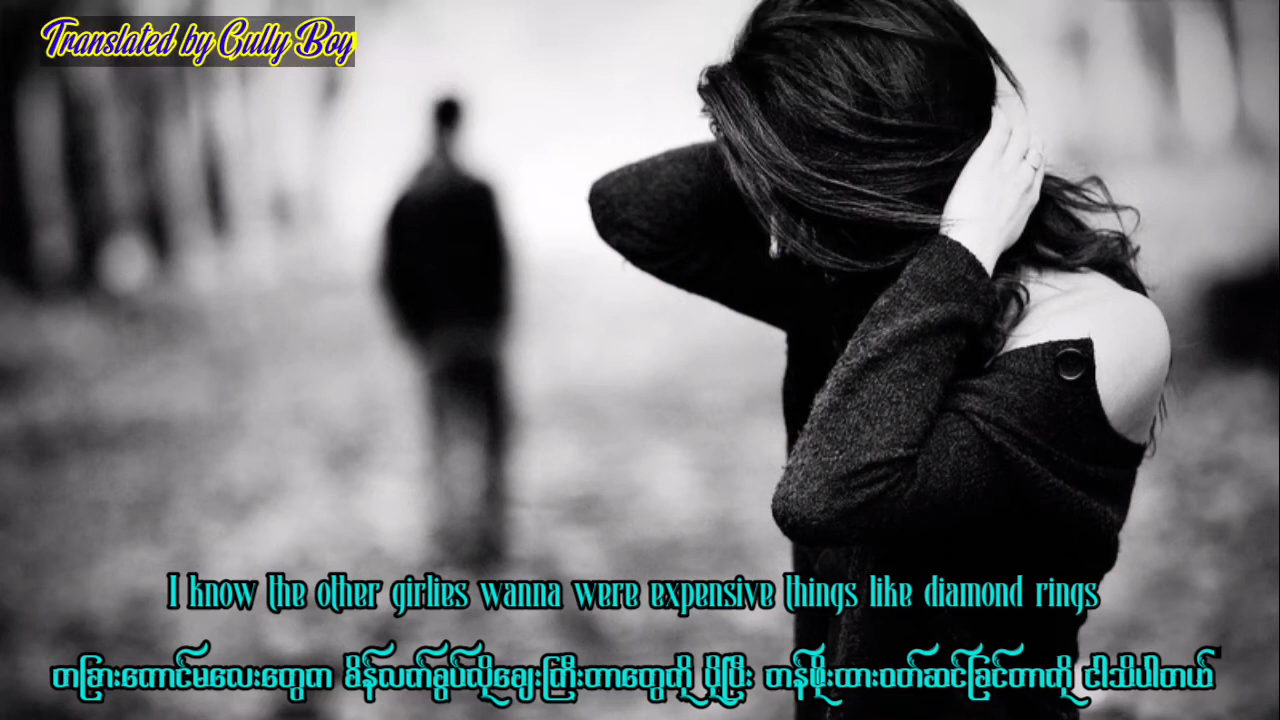 Translated by Gully Boy
I know the other girlies wanna were expensive things like diamond rings
တခြားကောင်မလေးတွေက စိန်လက်စွပ်လိုဈေးကြီးတာတွေကို ပိုပြီး တန်ဖိုးထားဝတ်ဆင်ခြင်တာကို ငါသိပါတယ်